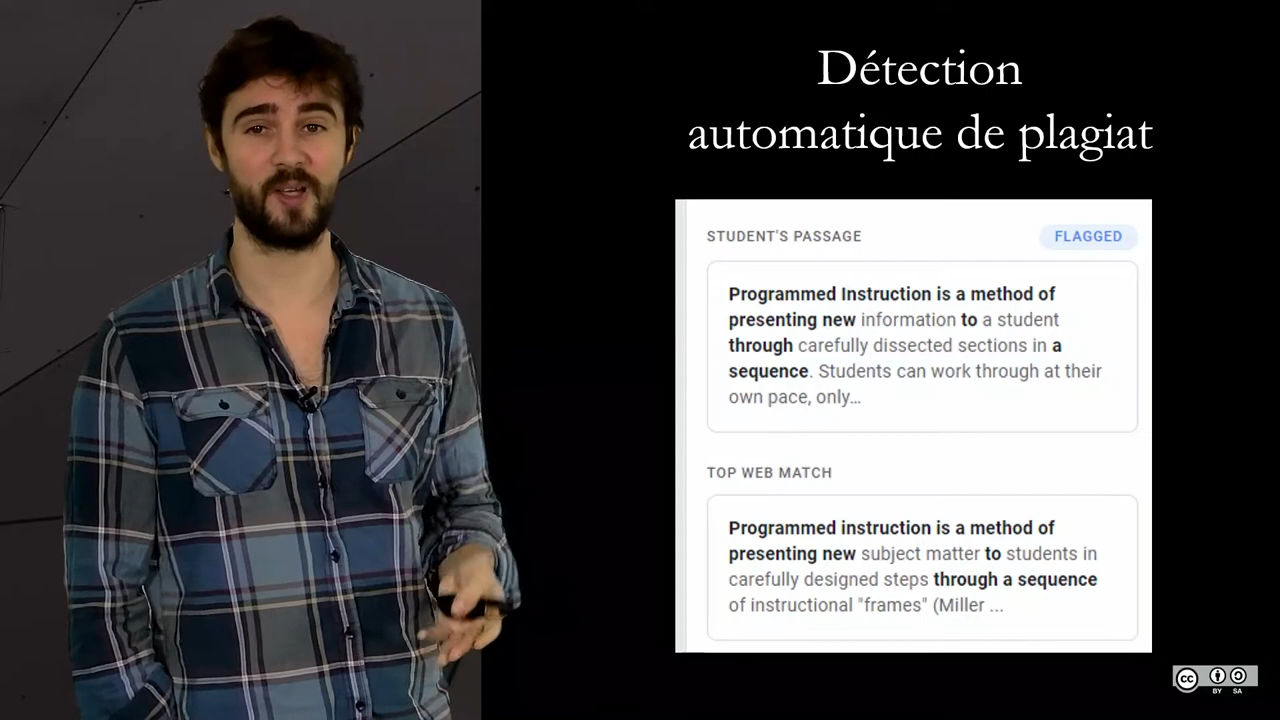 Détection
automatique de plagiat
STUDENT'S PASSAGE
FLAGGED
Programmed Instruction is a method of
presenting new information to a student
through carefully dissected sections in a
sequence. Students can work through at their
own pace, only…
TOP WEB MATCH
Programmed instruction is a method of
presenting new subject matter to students in
carefully designed steps through a sequence
of instructional "frames" (Miller ...
cc
BY SA